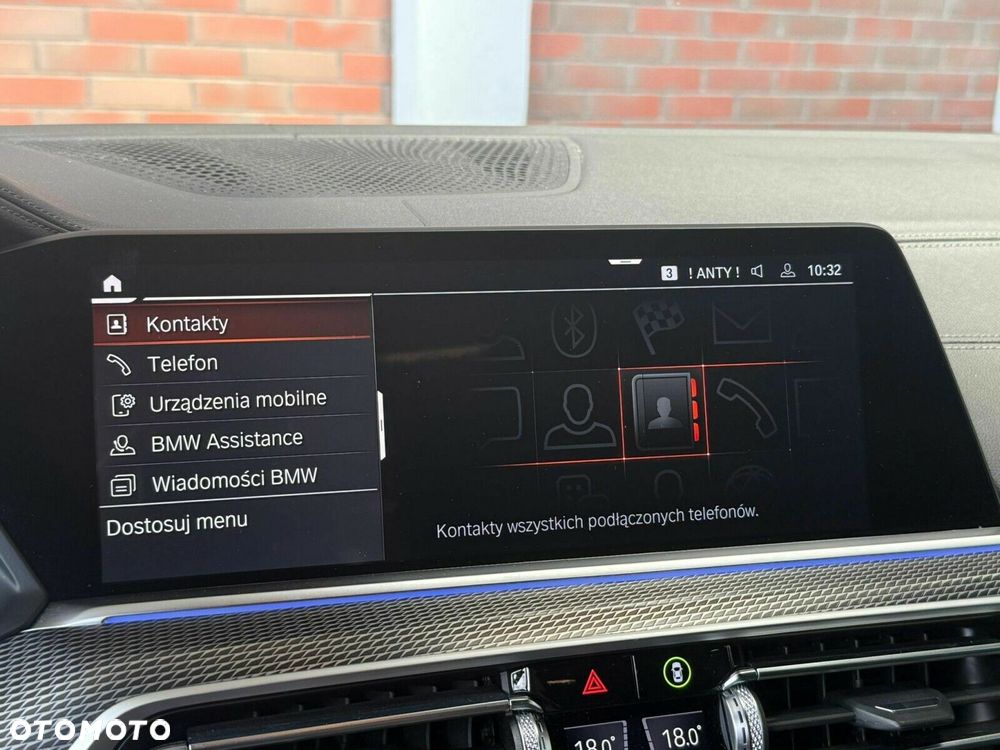 3 ! ANTY ! 10:32
Kontakty
Telefon
Urządzenia mobilne
BMW Assistance
Wiadomości BMW
Dostosuj menu
Kontakty wszystkich podłączonych telefonów.
18.0° 18.0°
OTOMOTO